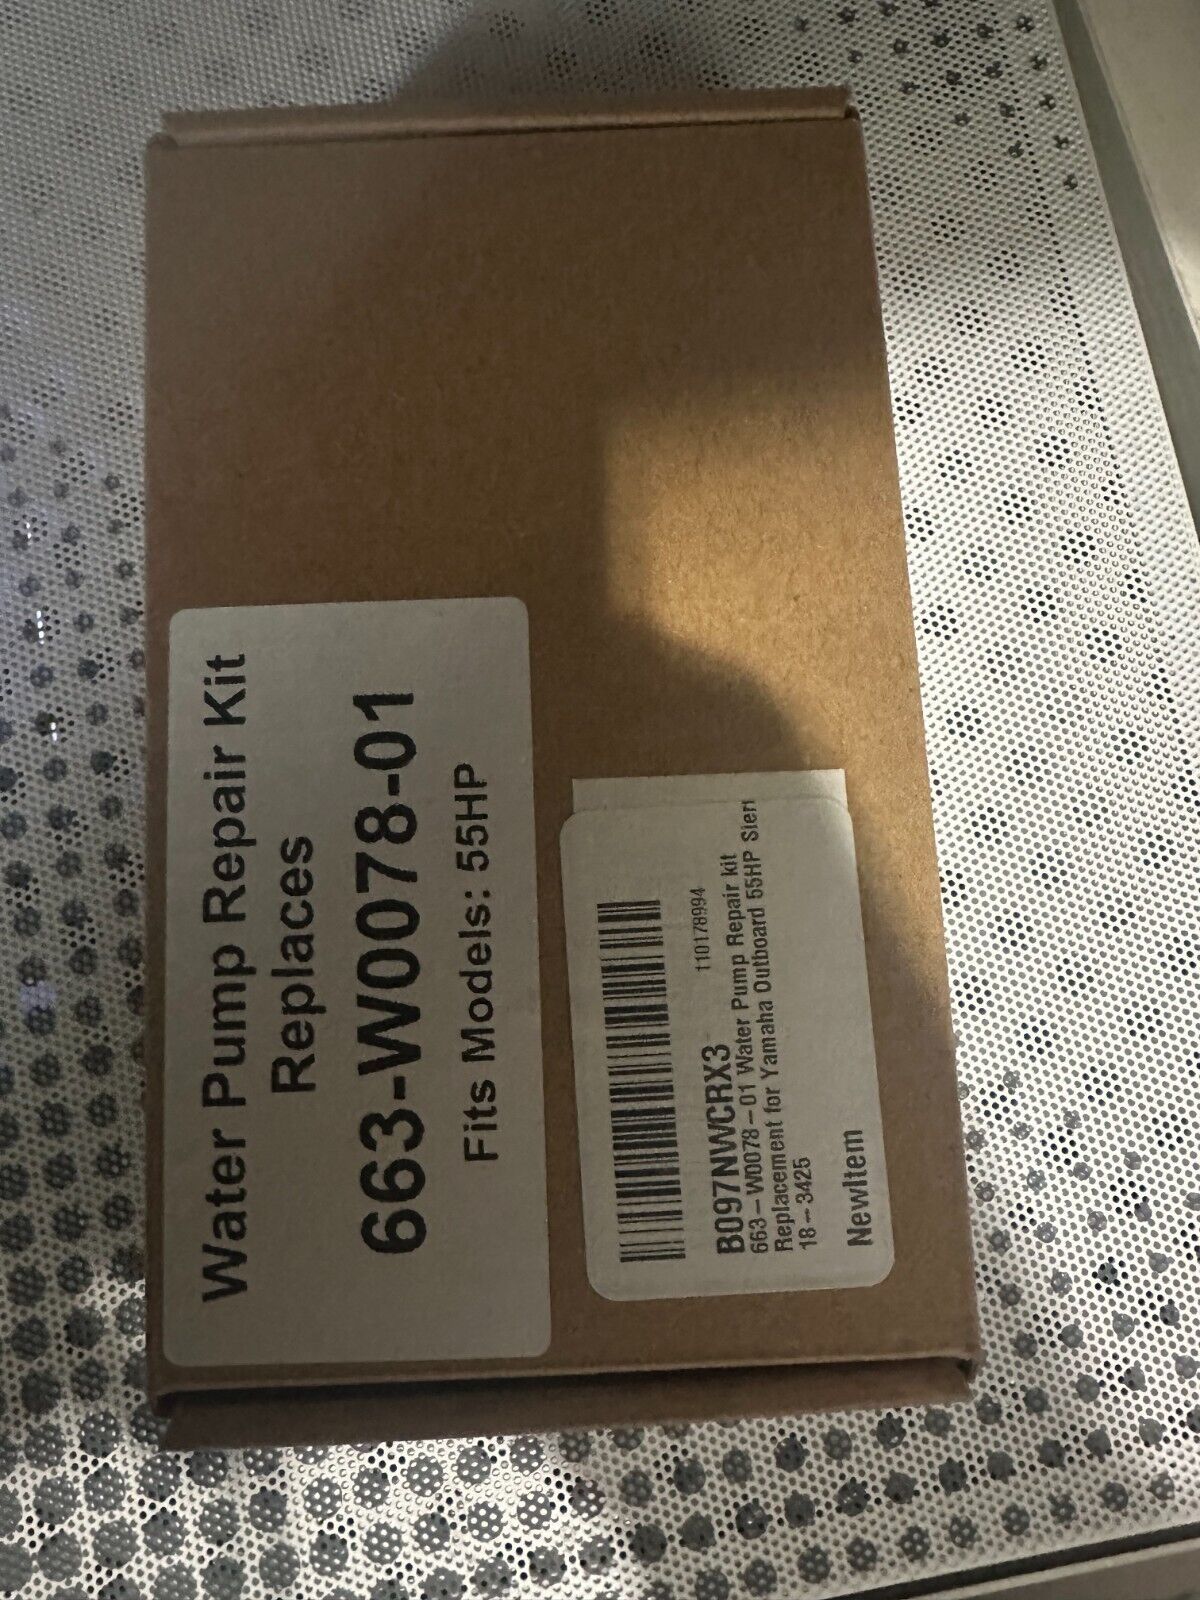 Water Pump Repair Kit
Replaces
663-W0078-01
Fits Models: 55HP
110178994
B097NWCRX3
663-W0078-01 Water Pump Repair kit
Replacement for Yamaha Outboard 55HP
18-3425
NewItem